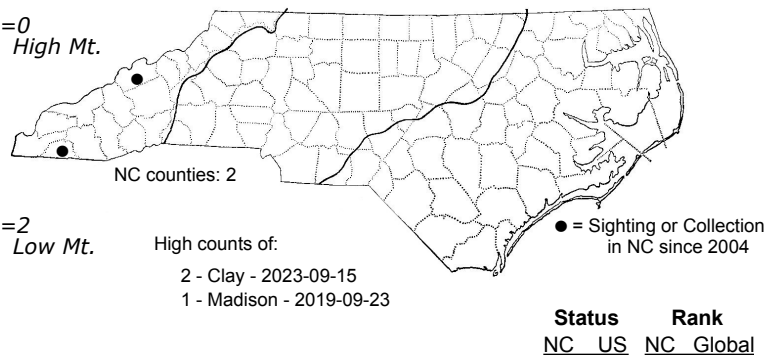 =0
High Mt.
NC counties: 2
=2
Low Mt.
High counts of:
2 - Clay - 2023-09-15
1 - Madison - 2019-09-23
● = Sighting or Collection
in NC since 2004
Status Rank
NC US NC Global